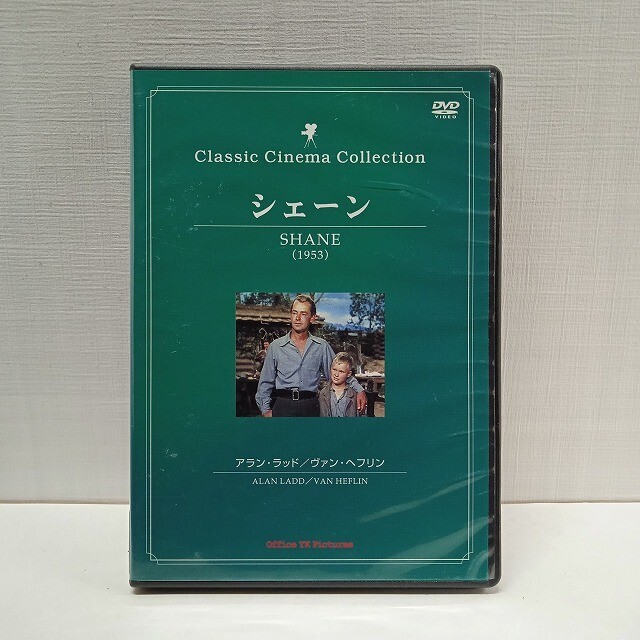 DVD
VIDEO
Classic Cinema Collection
シェーン
SHANE
(1953)
アラン・ラッド／ヴァン・ヘフリン
ALAN LADD／VAN HEFLIN
Office YK Pictures